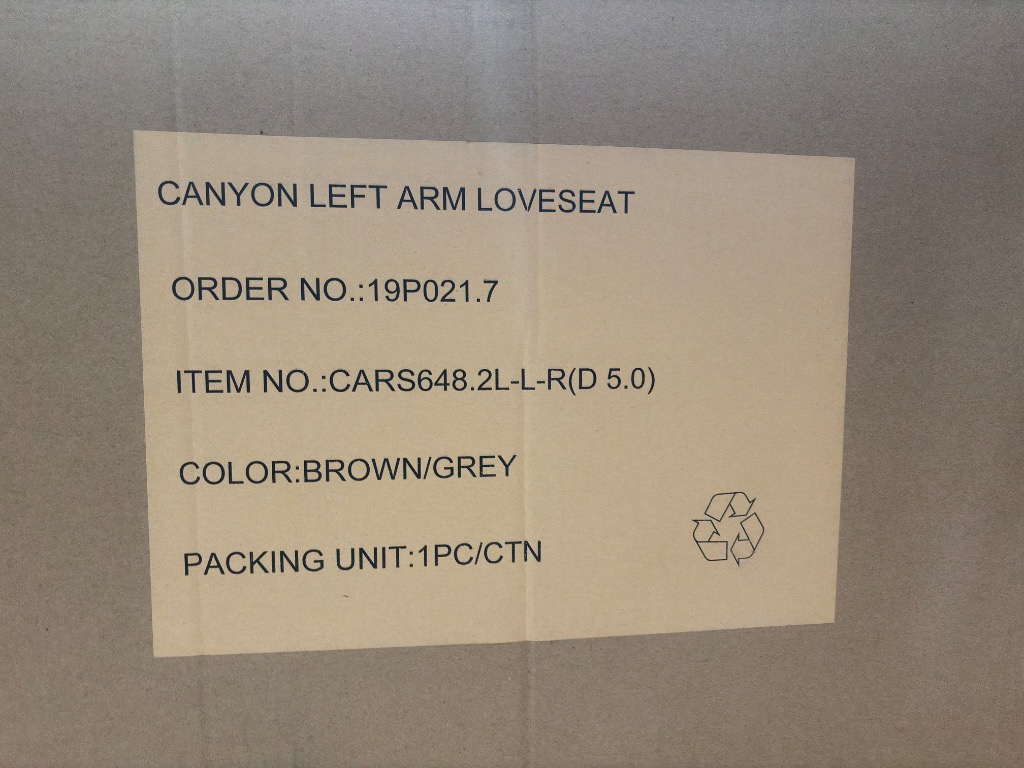 CANYON LEFT ARM LOVESEAT
ORDER NO.:19P021.7
ITEM NO.:CARS648.2L-L-R(D 5.0)
COLOR:BROWN/GREY
PACKING UNIT:1PC/CTN